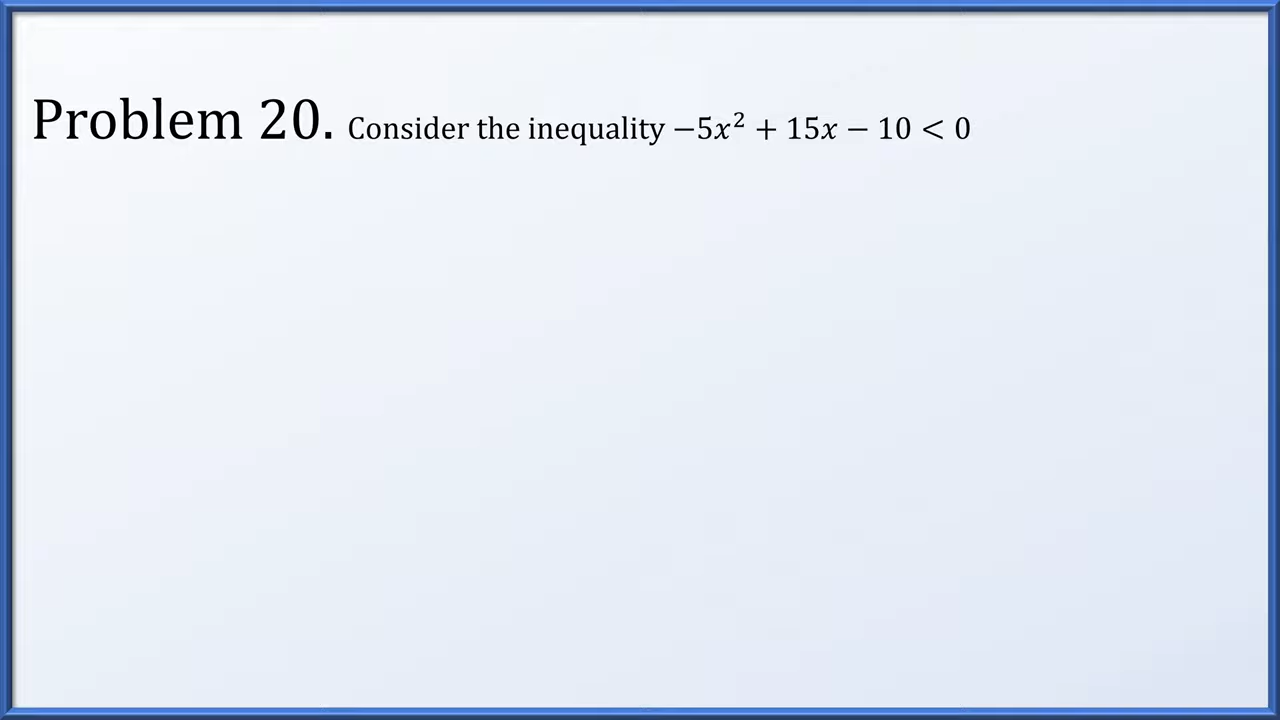 Problem 20. Consider the inequality −5𝑥² + 15𝑥 − 10 < 0